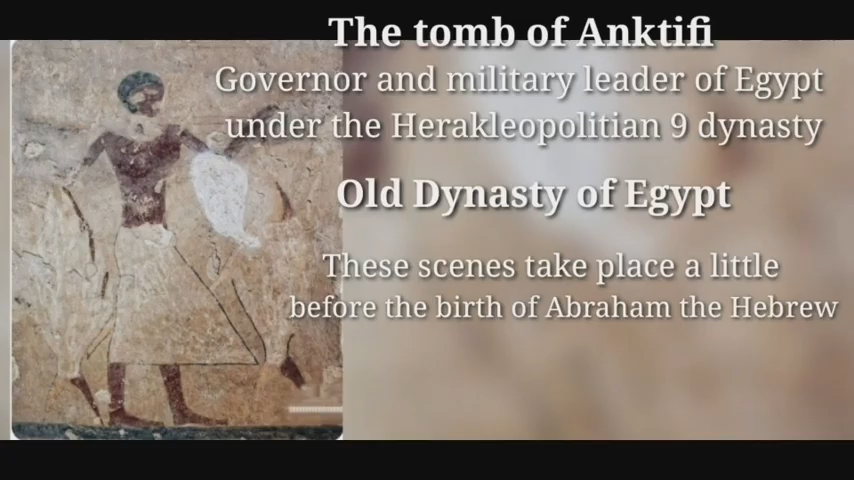 The tomb of Anktifi
Governor and military leader of Egypt
under the Herakleopolitian 9 dynasty
Old Dynasty of Egypt
These scenes take place a little
before the birth of Abraham the Hebrew